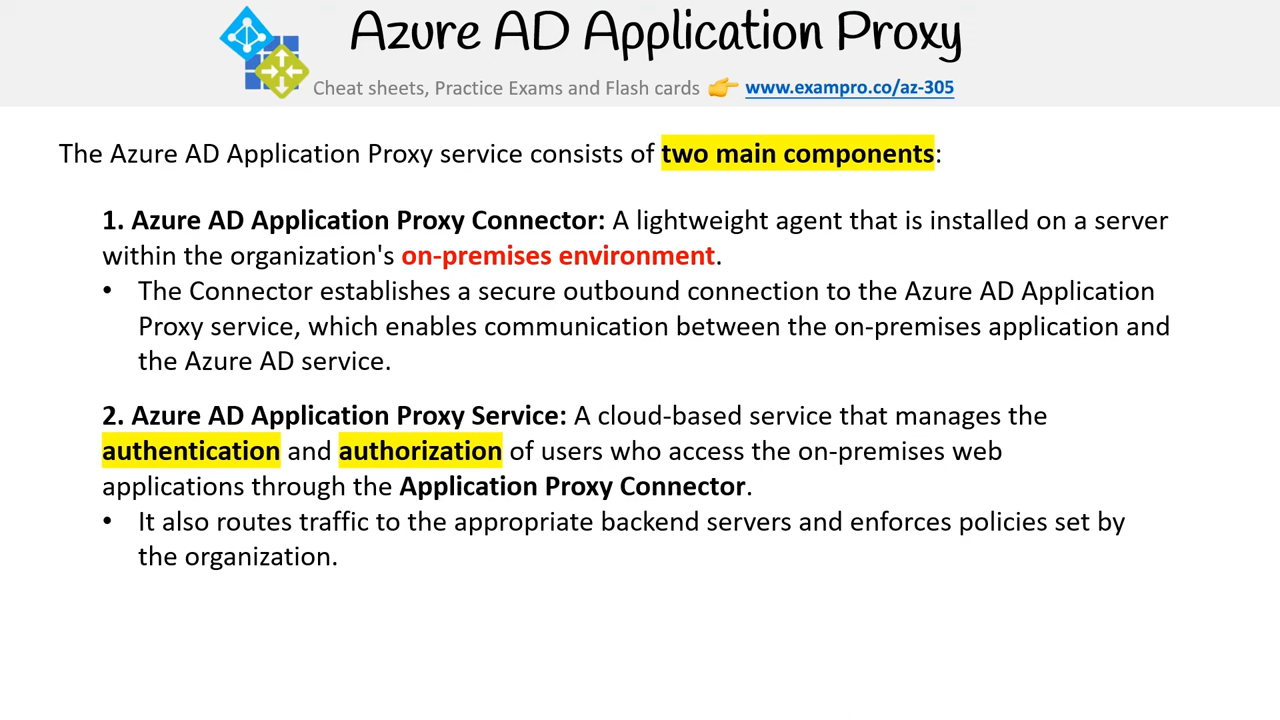 Azure AD Application Proxy
Cheat sheets, Practice Exams and Flash cards 👉 www.exampro.co/az-305
The Azure AD Application Proxy service consists of two main components:
1. Azure AD Application Proxy Connector: A lightweight agent that is installed on a server
within the organization's on-premises environment.
• The Connector establishes a secure outbound connection to the Azure AD Application
Proxy service, which enables communication between the on-premises application and
the Azure AD service.
2. Azure AD Application Proxy Service: A cloud-based service that manages the
authentication and authorization of users who access the on-premises web
applications through the Application Proxy Connector.
• It also routes traffic to the appropriate backend servers and enforces policies set by
the organization.